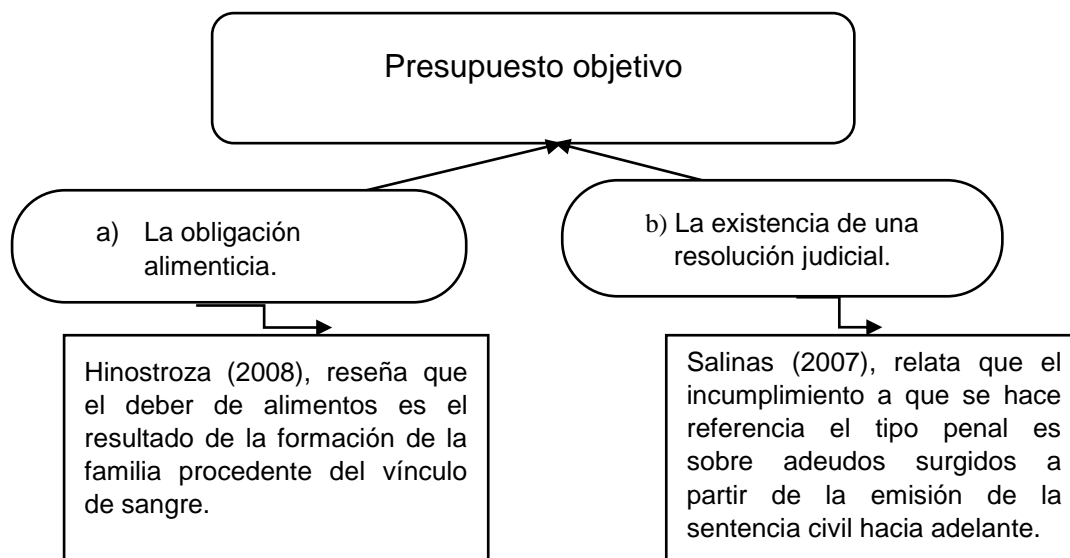 Presupuesto objetivo
a) La obligación
alimenticia.
b) La existencia de una
resolución judicial.
Hinostroza (2008), reseña que
el deber de alimentos es el
resultado de la formación de la
familia procedente del vínculo
de sangre.
Salinas (2007), relata que el
incumplimiento a que se hace
referencia el tipo penal es
sobre adeudos surgidos a
partir de la emisión de la
sentencia civil hacia adelante.